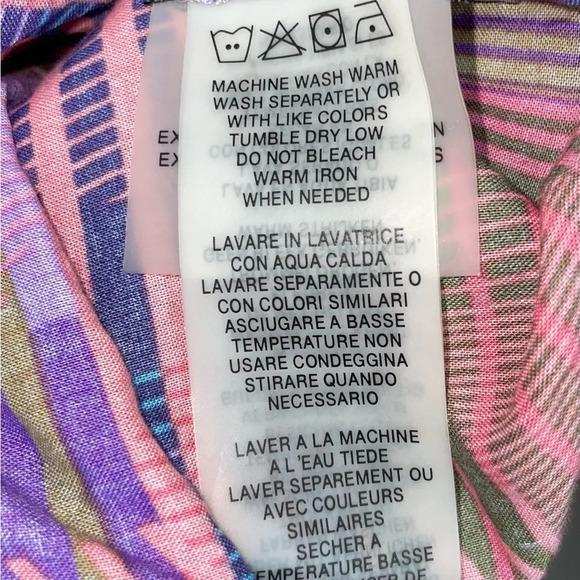 MACHINE WASH WARM
WASH SEPARATELY OR
WITH LIKE COLORS
TUMBLE DRY LOW
DO NOT BLEACH
WARM IRON
WHEN NEEDED
LAVARE IN LAVATRICE
CON AQUA CALDA
LAVARE SEPARAMENTE O
CON COLORI SIMILARI
ASCIUGARE A BASSE
TEMPERATURE NON
USARE CONDEGGINA
STIRARE QUANDO
NECESSARIO
LAVER A LA MACHINE
A L'EAU TIEDE
LAVER SEPAREMENT OU
AVEC COULEURS
SIMILAIRES
SECHER A
TEMPERATURE BASSE